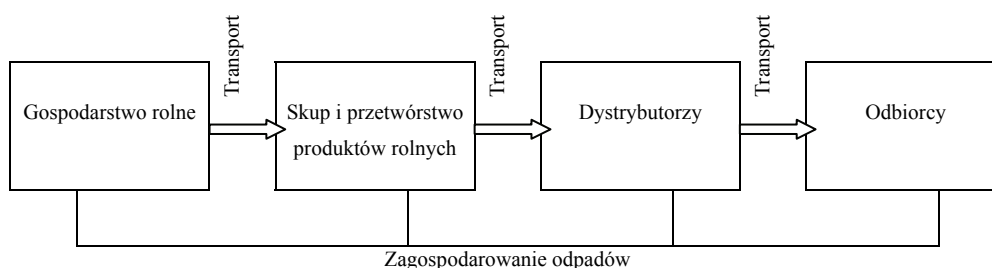 Transport
Transport
Transport
Gospodarstwo rolne
Skup i przetwórstwo
produktów rolnych
Dystrybutorzy
Odbiorcy
Zagospodarowanie odpadów